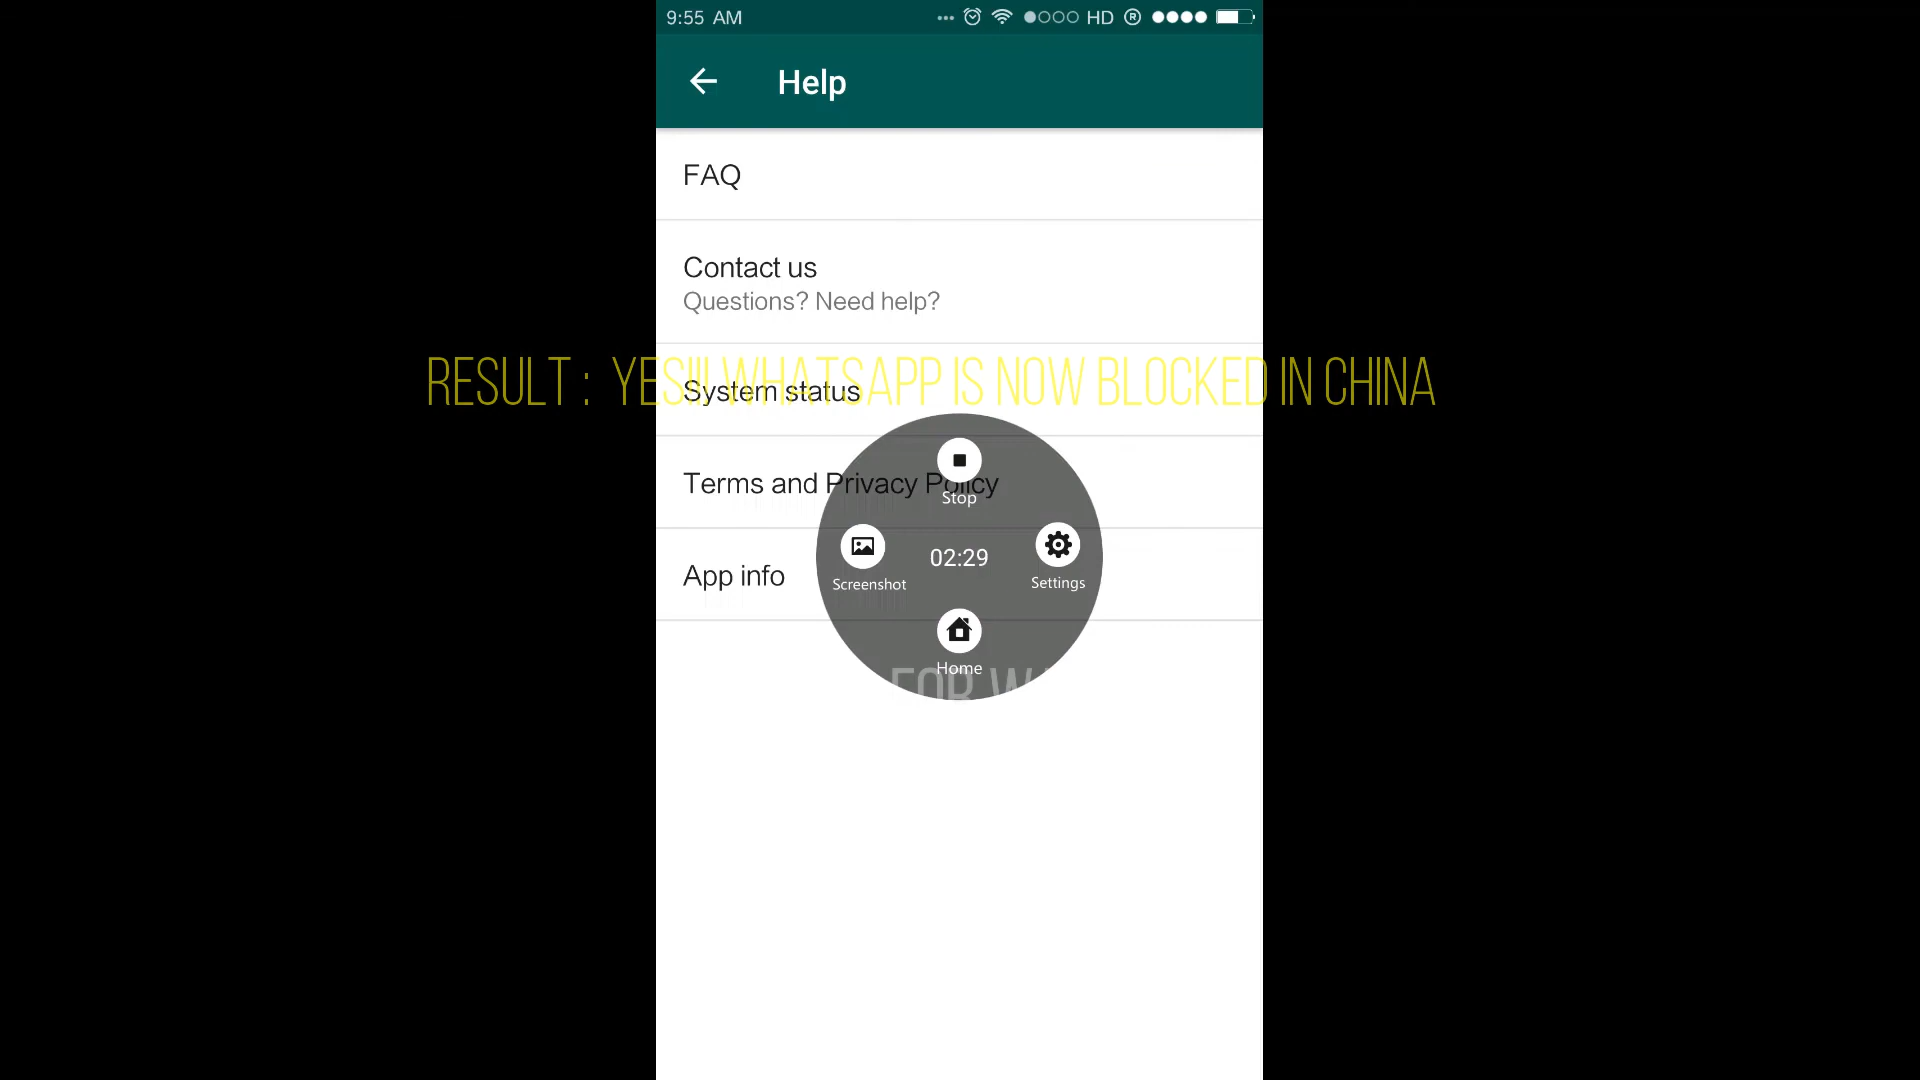 9:55 AM
HD
Help
FAQ
Contact us
Questions? Need help?
RESULT : YES!!! WHATSAPP IS NOW BLOCKED IN CHINA
System status
Terms and Privacy Policy
Stop
02:29
Screenshot
Settings
App info
Home
FOR